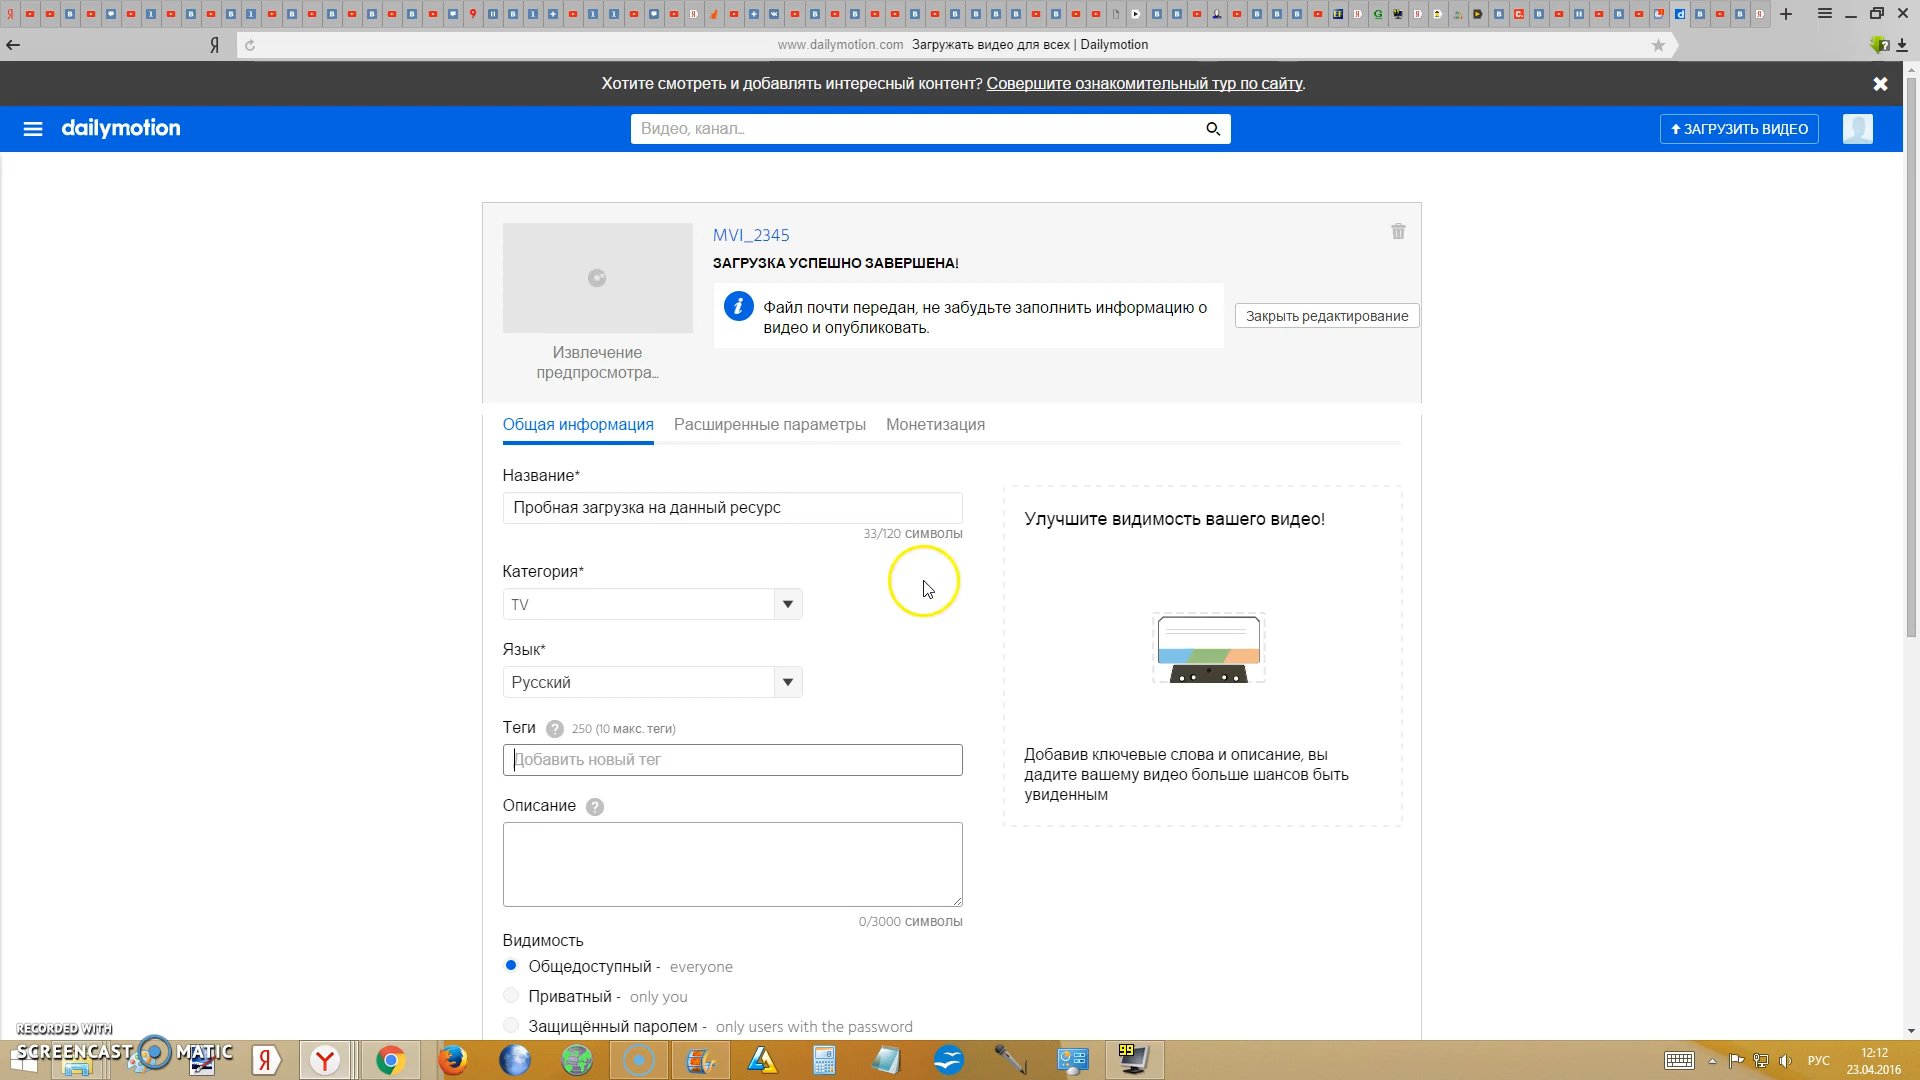 www.dailymotion.com Загружать видео для всех | Dailymotion
Хотите смотреть и добавлять интересный контент? Совершите ознакомительный тур по сайту.
dailymotion
Видео, канал...
ЗАГРУЗИТЬ ВИДЕО
MVI_2345
ЗАГРУЗКА УСПЕШНО ЗАВЕРШЕНА!
Файл почти передан, не забудьте заполнить информацию о
видео и опубликовать.
Закрыть редактирование
Извлечение
предпросмотра...
Общая информация Расширенные параметры Монетизация
Название*
Пробная загрузка на данный ресурс
33/120 символы
Улучшите видимость вашего видео!
Категория*
TV
Язык*
Русский
Теги ? 250 (10 макс. теги)
Добавить новый тег
Добавив ключевые слова и описание, вы
дадите вашему видео больше шансов быть
увиденным
Описание ?
0/3000 символы
Видимость
Общедоступный - everyone
Приватный - only you
Защищённый паролем - only users with the password
RECORDED WITH
SCREENCAST MATIC
99
РУС
12:12
23.04.2016